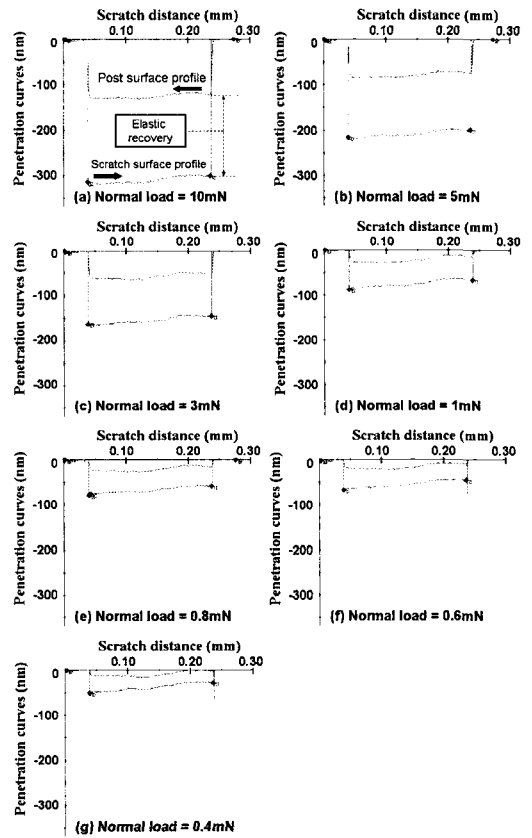 Scratch distance (mm)
0.10 0.20 0.30
0
-100
-200
-300
Penetration curves (nm)
Post surface profile
Elastic
recovery
Scratch surface profile
(a) Normal load = 10mN
Scratch distance (mm)
0.10 0.20 0.30
0
-100
-200
-300
Penetration curves (nm)
(b) Normal load = 5mN
Scratch distance (mm)
0.10 0.20 0.30
0
-100
-200
-300
Penetration curves (nm)
(c) Normal load = 3mN
Scratch distance (mm)
0.10 0.20 0.30
0
-100
-200
-300
Penetration curves (nm)
(d) Normal load = 1mN
Scratch distance (mm)
0.10 0.20 0.30
0
-100
-200
-300
Penetration curves (nm)
(e) Normal load = 0.8mN
Scratch distance (mm)
0.10 0.20 0.30
0
-100
-200
-300
Penetration curves (nm)
(f) Normal load = 0.6mN
Scratch distance (mm)
0.10 0.20 0.30
0
-100
-200
-300
Penetration curves (nm)
(g) Normal load = 0.4mN